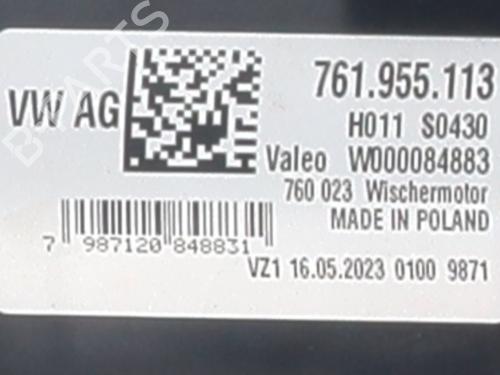 VW AG
761.955.113
H011 S0430
Valeo W000084883
760 023 Wischermotor
MADE IN POLAND
7 987120 848831
VZ1 16.05.2023 0100 9871
B PARTS